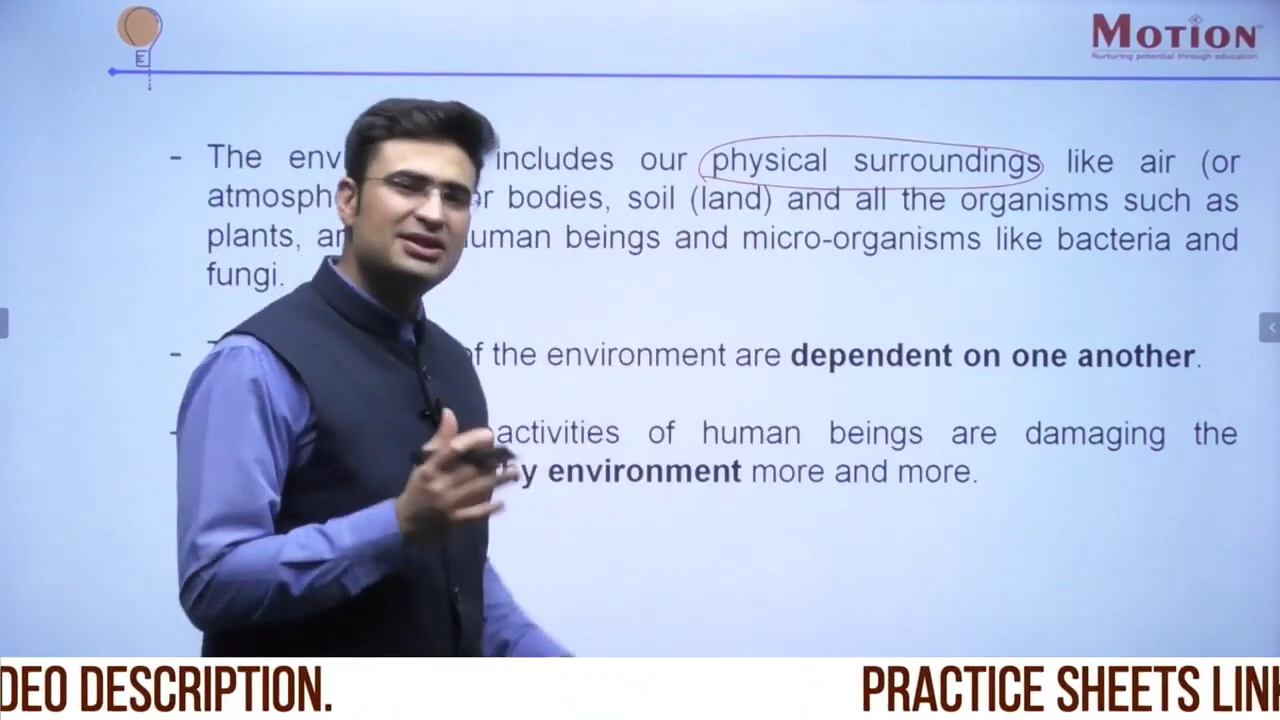 E
MOTION
Nurturing potential through education
- The env includes our physical surroundings like air (or
atmosph r bodies, soil (land) and all the organisms such as
plants, an uman beings and micro-organisms like bacteria and
fungi.
- of the environment are dependent on one another.
- activities of human beings are damaging the
y environment more and more.
DEO DESCRIPTION. PRACTICE SHEETS LIN